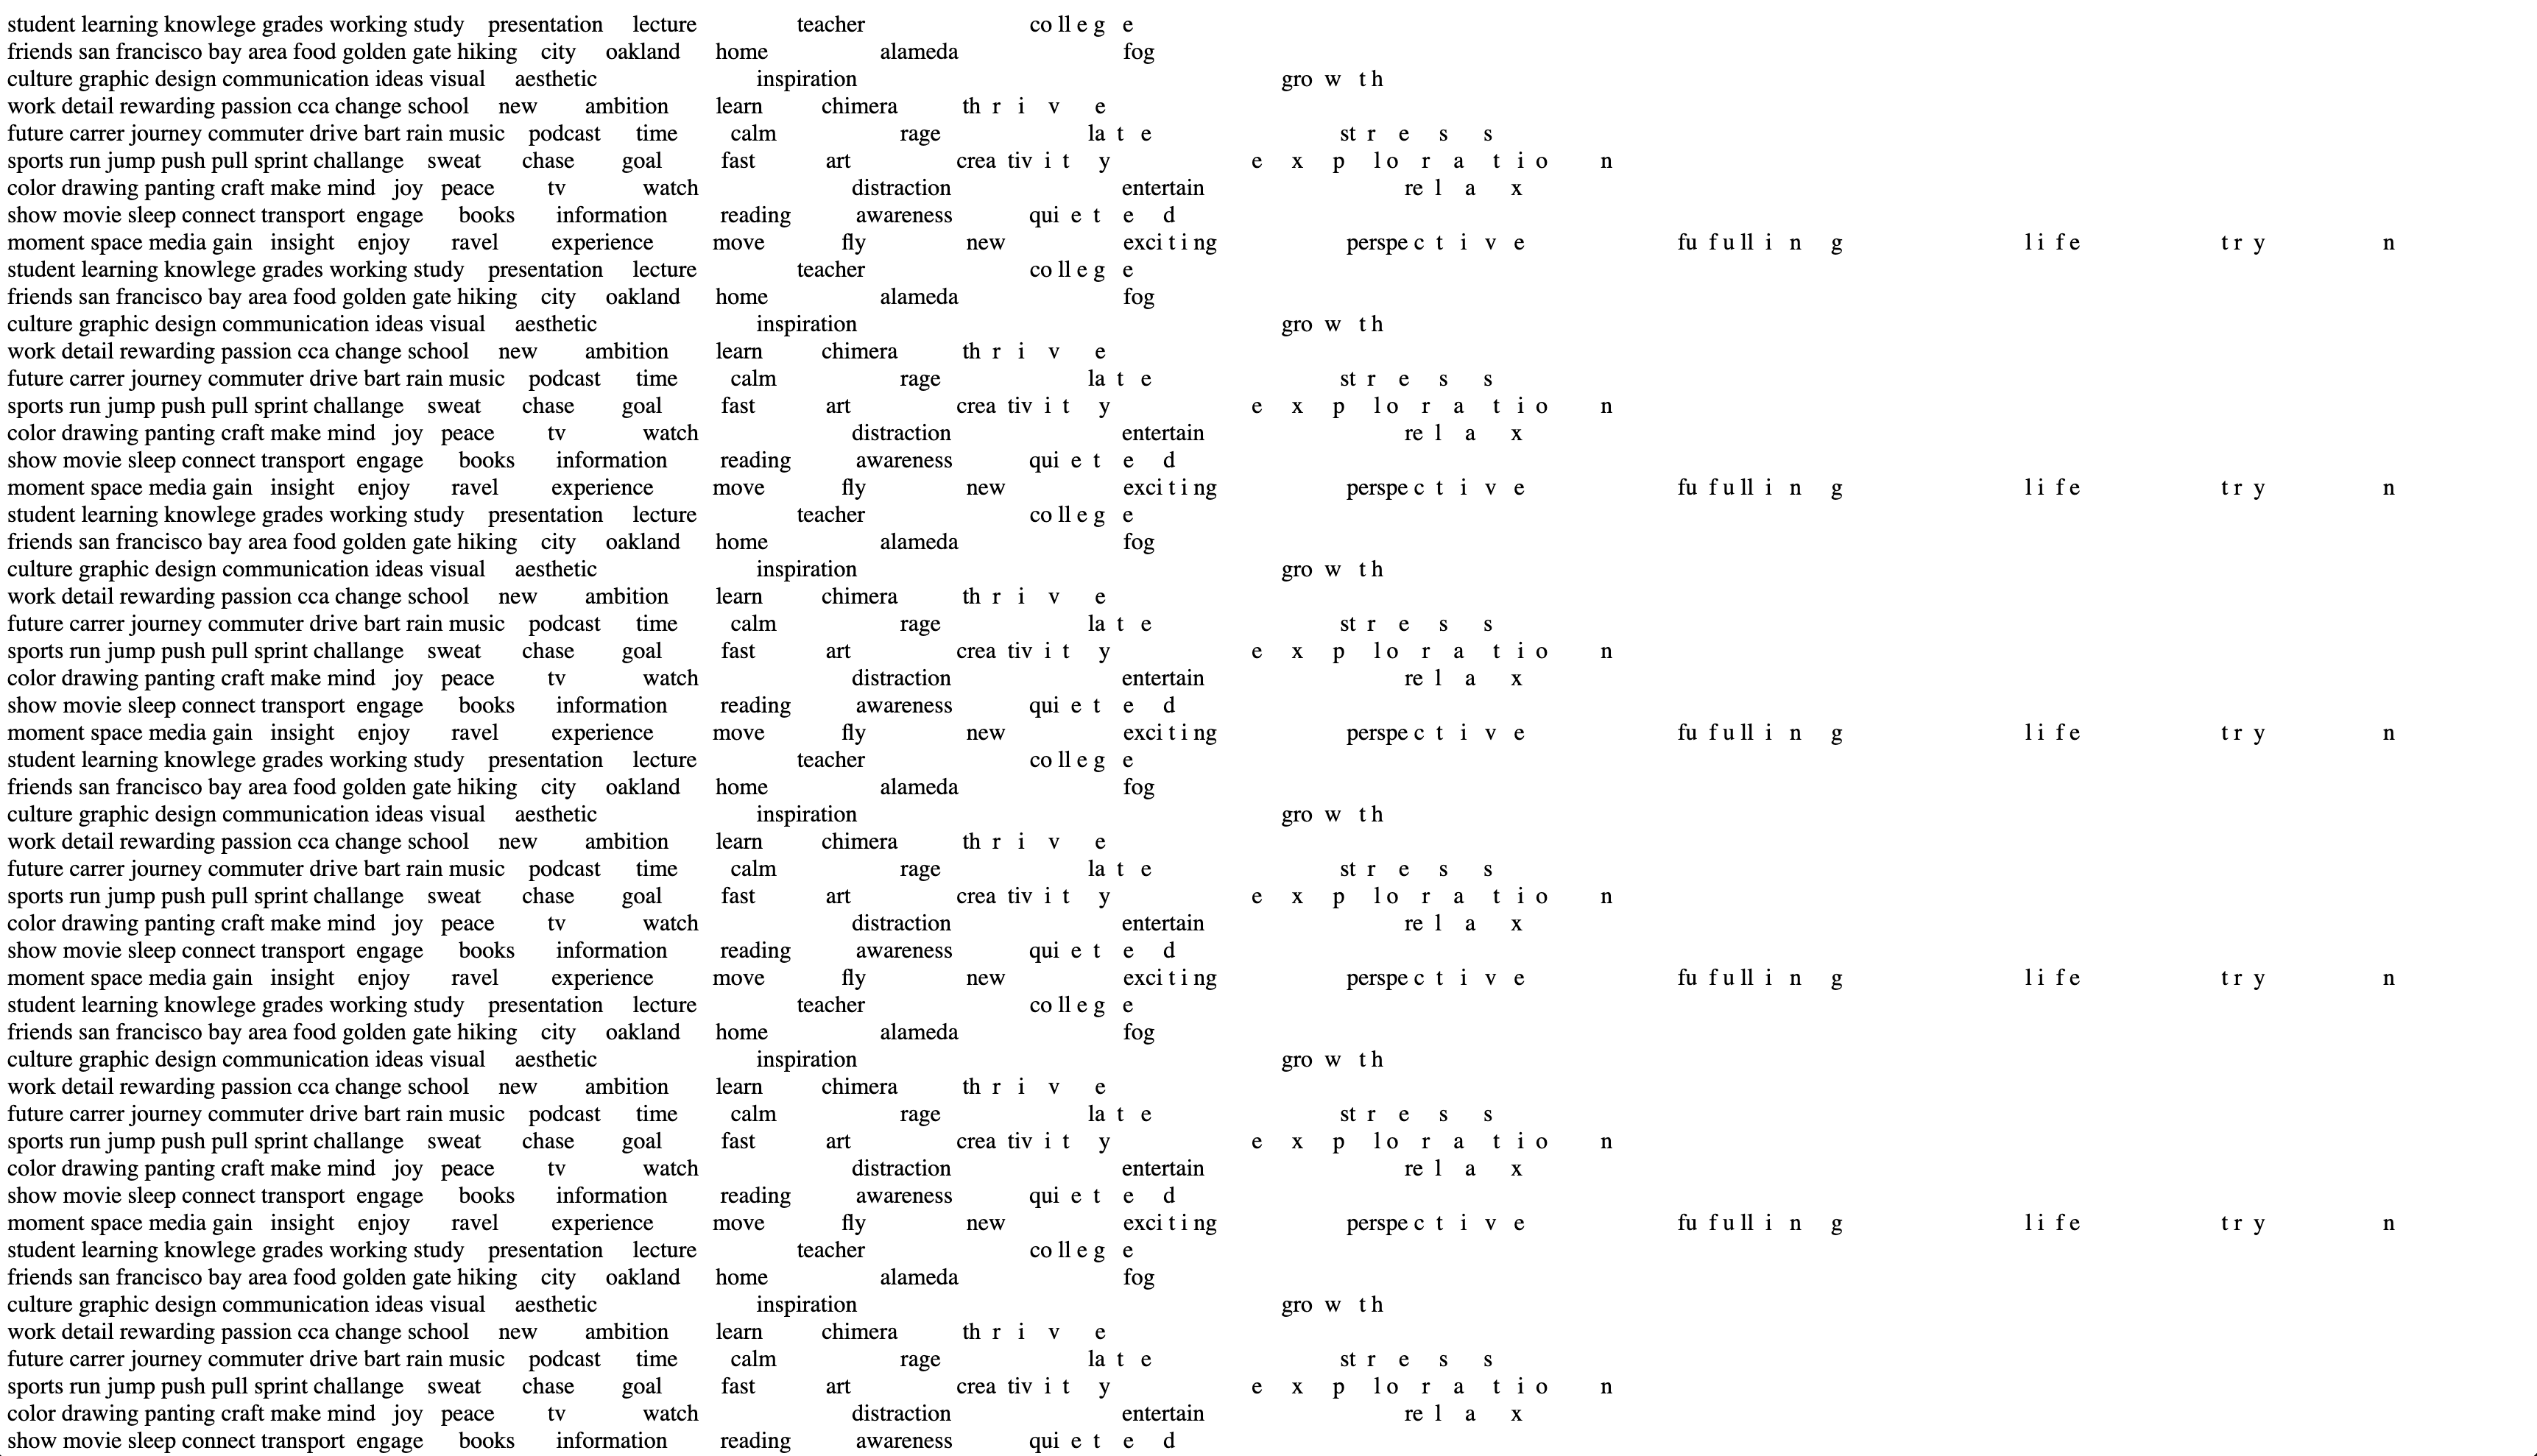 student learning knowlege grades working study presentation lecture teacher co ll e g e
friends san francisco bay area food golden gate hiking city oakland home alameda fog
culture graphic design communication ideas visual aesthetic inspiration gro w t h
work detail rewarding passion cca change school new ambition learn chimera th r i v e
future carrer journey commuter drive bart rain music podcast time calm rage la t e st r e s s
sports run jump push pull sprint challange sweat chase goal fast art crea tiv i t y e x p lo r a t i o n
color drawing panting craft make mind joy peace tv watch distraction entertain re l a x
show movie sleep connect transport engage books information reading awareness qui e t e d
moment space media gain insight enjoy ravel experience move fly new exci t i ng perspe c t i v e fu f u ll i n g l i f e t r y n
student learning knowlege grades working study presentation lecture teacher co ll e g e
friends san francisco bay area food golden gate hiking city oakland home alameda fog
culture graphic design communication ideas visual aesthetic inspiration gro w t h
work detail rewarding passion cca change school new ambition learn chimera th r i v e
future carrer journey commuter drive bart rain music podcast time calm rage la t e st r e s s
sports run jump push pull sprint challange sweat chase goal fast art crea tiv i t y e x p lo r a t i o n
color drawing panting craft make mind joy peace tv watch distraction entertain re l a x
show movie sleep connect transport engage books information reading awareness qui e t e d
moment space media gain insight enjoy ravel experience move fly new exci t i ng perspe c t i v e fu f u ll i n g l i f e t r y n
student learning knowlege grades working study presentation lecture teacher co ll e g e
friends san francisco bay area food golden gate hiking city oakland home alameda fog
culture graphic design communication ideas visual aesthetic inspiration gro w t h
work detail rewarding passion cca change school new ambition learn chimera th r i v e
future carrer journey commuter drive bart rain music podcast time calm rage la t e st r e s s
sports run jump push pull sprint challange sweat chase goal fast art crea tiv i t y e x p lo r a t i o n
color drawing panting craft make mind joy peace tv watch distraction entertain re l a x
show movie sleep connect transport engage books information reading awareness qui e t e d
moment space media gain insight enjoy ravel experience move fly new exci t i ng perspe c t i v e fu f u ll i n g l i f e t r y n
student learning knowlege grades working study presentation lecture teacher co ll e g e
friends san francisco bay area food golden gate hiking city oakland home alameda fog
culture graphic design communication ideas visual aesthetic inspiration gro w t h
work detail rewarding passion cca change school new ambition learn chimera th r i v e
future carrer journey commuter drive bart rain music podcast time calm rage la t e st r e s s
sports run jump push pull sprint challange sweat chase goal fast art crea tiv i t y e x p lo r a t i o n
color drawing panting craft make mind joy peace tv watch distraction entertain re l a x
show movie sleep connect transport engage books information reading awareness qui e t e d
moment space media gain insight enjoy ravel experience move fly new exci t i ng perspe c t i v e fu f u ll i n g l i f e t r y n
student learning knowlege grades working study presentation lecture teacher co ll e g e
friends san francisco bay area food golden gate hiking city oakland home alameda fog
culture graphic design communication ideas visual aesthetic inspiration gro w t h
work detail rewarding passion cca change school new ambition learn chimera th r i v e
future carrer journey commuter drive bart rain music podcast time calm rage la t e st r e s s
sports run jump push pull sprint challange sweat chase goal fast art crea tiv i t y e x p lo r a t i o n
color drawing panting craft make mind joy peace tv watch distraction entertain re l a x
show movie sleep connect transport engage books information reading awareness qui e t e d
moment space media gain insight enjoy ravel experience move fly new exci t i ng perspe c t i v e fu f u ll i n g l i f e t r y n
student learning knowlege grades working study presentation lecture teacher co ll e g e
friends san francisco bay area food golden gate hiking city oakland home alameda fog
culture graphic design communication ideas visual aesthetic inspiration gro w t h
work detail rewarding passion cca change school new ambition learn chimera th r i v e
future carrer journey commuter drive bart rain music podcast time calm rage la t e st r e s s
sports run jump push pull sprint challange sweat chase goal fast art crea tiv i t y e x p lo r a t i o n
color drawing panting craft make mind joy peace tv watch distraction entertain re l a x
show movie sleep connect transport engage books information reading awareness qui e t e d